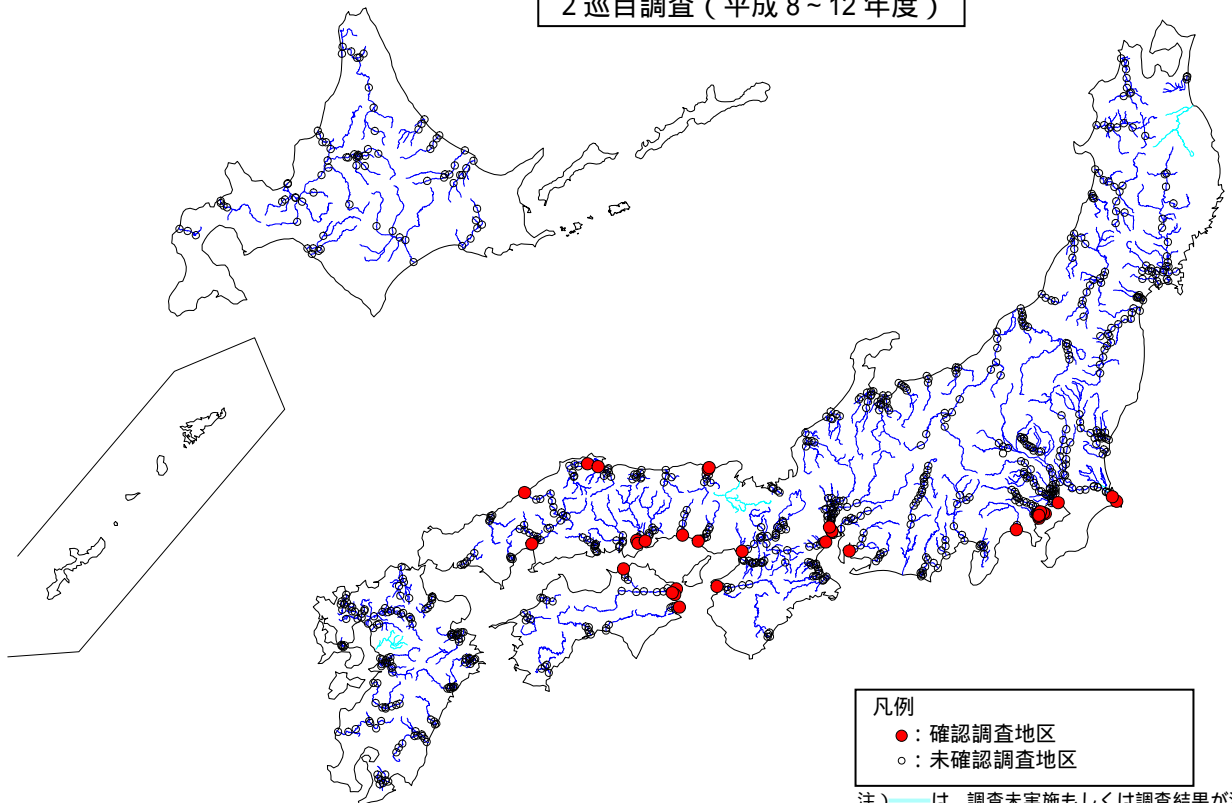 2巡目調査(平成8~12年度)
凡例
●:確認調査地区
○:未確認調査地区
注) は、調査未実施もしくは調査結果が